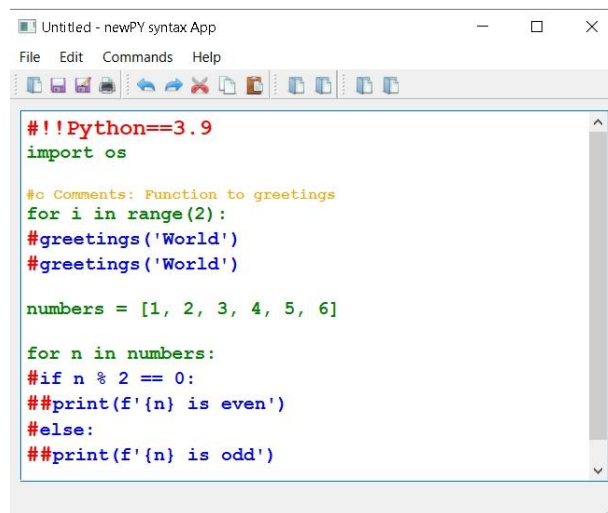 Untitled - newPY syntax App
File Edit Commands Help
#!!Python==3.9
import os
#c Comments: Function to greetings
for i in range(2):
#greetings('World')
#greetings('World')
numbers = [1, 2, 3, 4, 5, 6]
for n in numbers:
#if n % 2 == 0:
##print(f'{n} is even')
#else:
##print(f'{n} is odd')